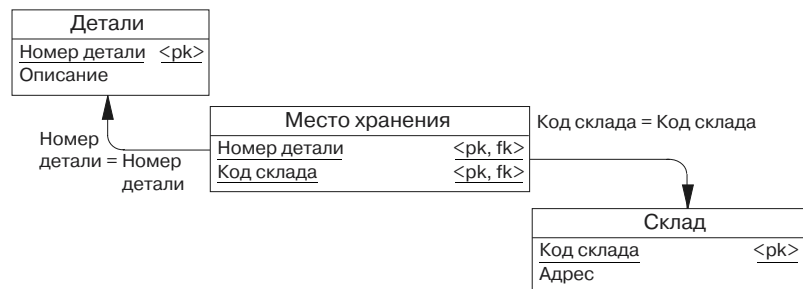 Детали
Номер детали <pk>
Описание
Место хранения
Номер детали <pk, fk>
Код склада <pk, fk>
Номер
детали = Номер
детали
Код склада = Код склада
Склад
Код склада <pk>
Адрес